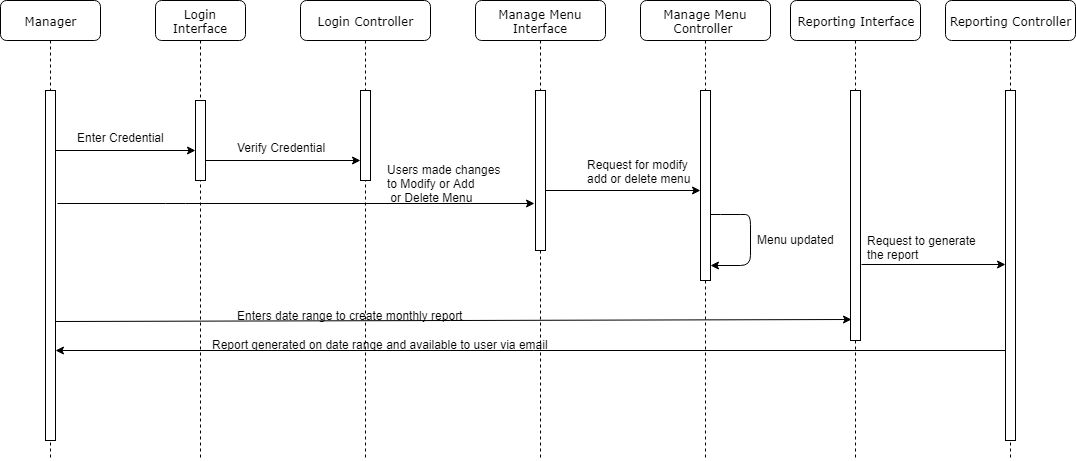 Manager
Login
Interface
Login Controller
Manage Menu
Interface
Manage Menu
Controller
Reporting Interface
Reporting Controller
Enter Credential
Verify Credential
Users made changes
to Modify or Add
or Delete Menu
Request for modify
add or delete menu
Menu updated
Request to generate
the report
Enters date range to create monthly report
Report generated on date range and available to user via email